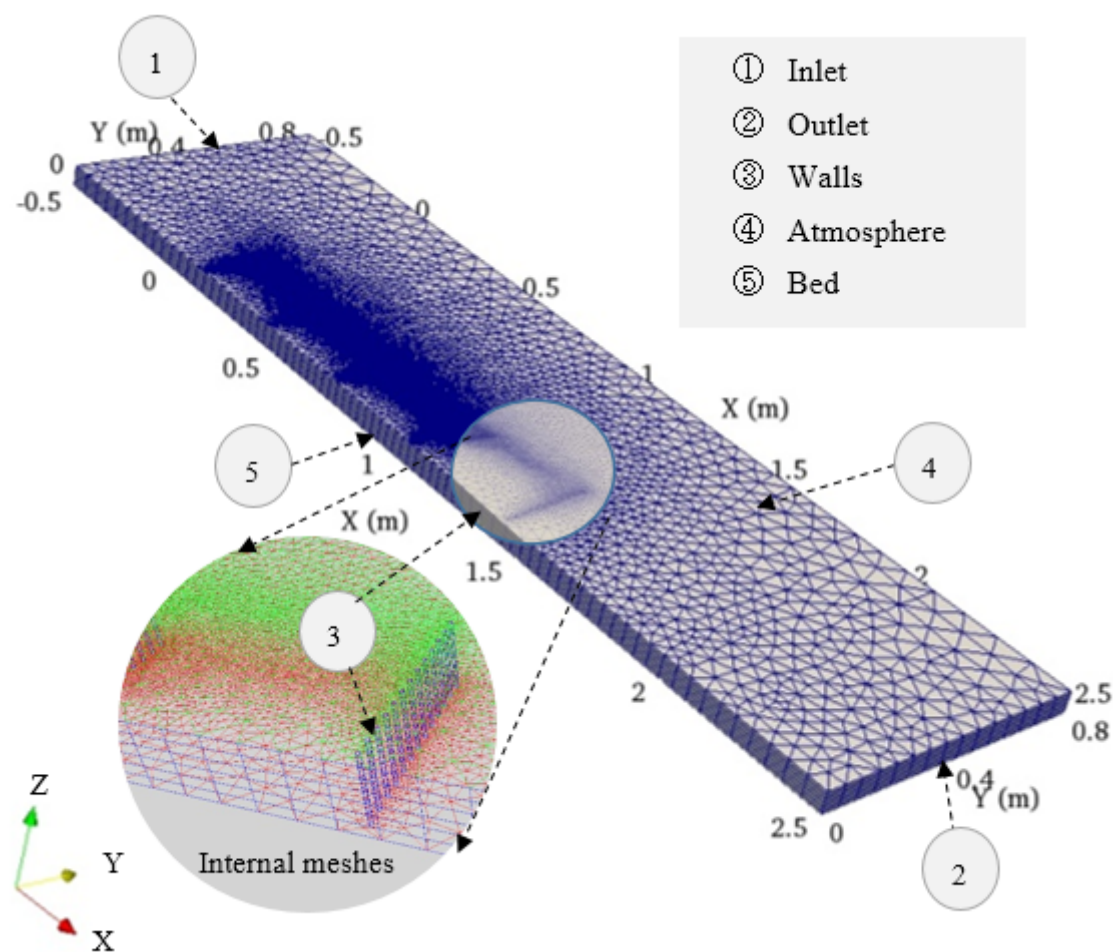 1
① Inlet
② Outlet
③ Walls
④ Atmosphere
⑤ Bed
Y (m)
0.4
0.8
-0.5
0
-0.5
0
0
0.5
0.5
1
X (m)
5
1
1.5
4
X (m)
1.5
2
3
2
2.5
0.8
0.4
Y (m)
2.5
0
Internal meshes
2
Z
Y
X